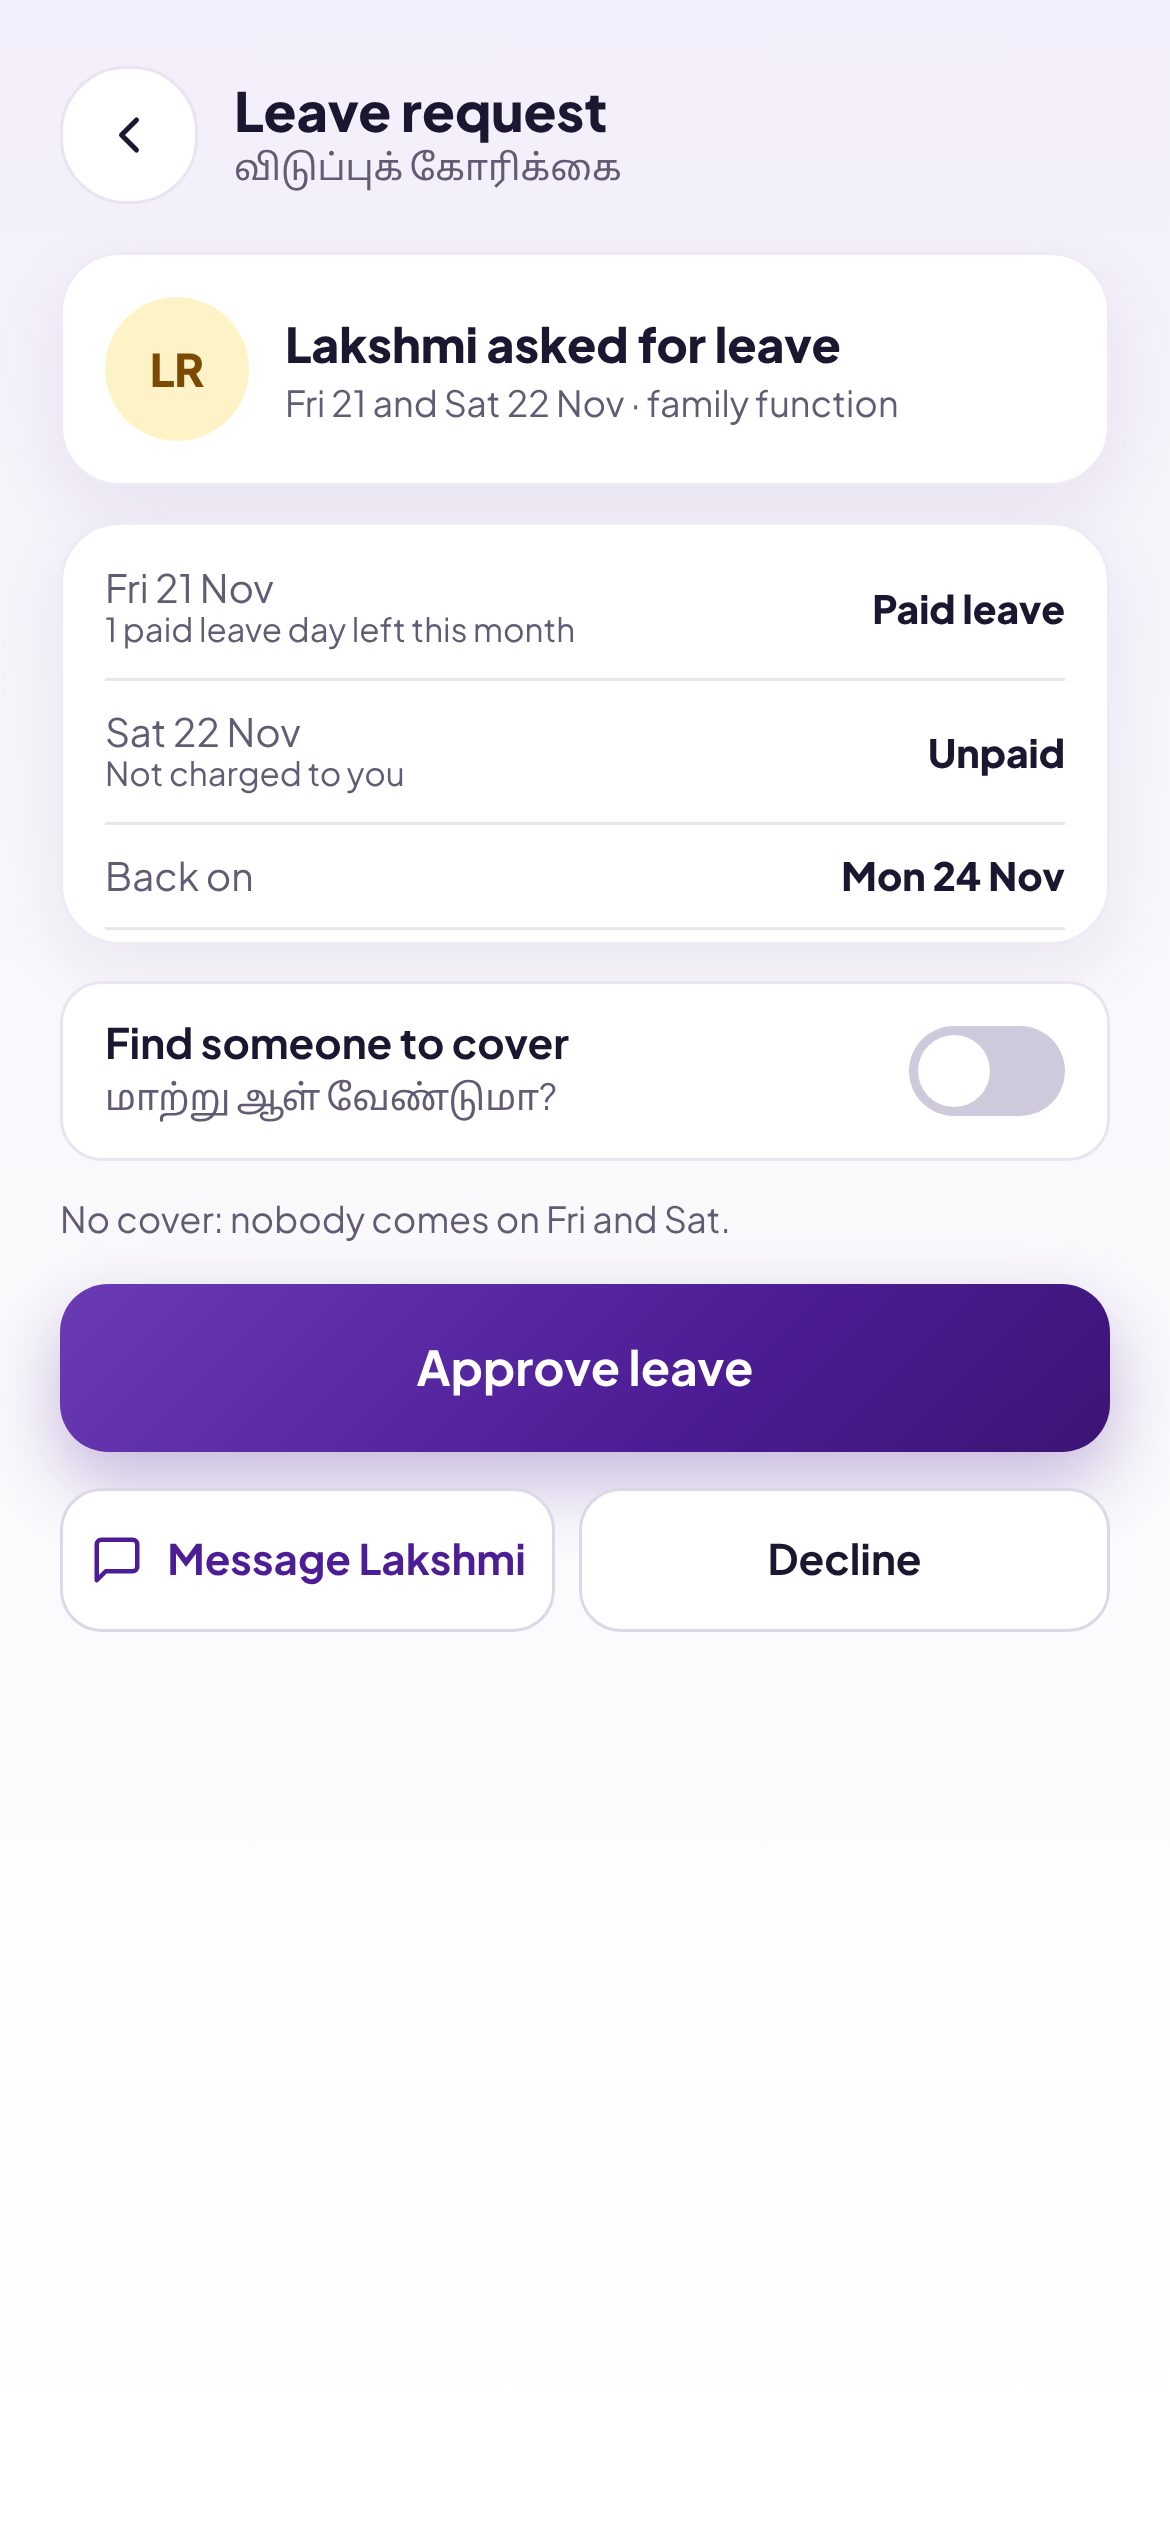 Leave request
விடுப்புக் கோரிக்கை
LR
Lakshmi asked for leave
Fri 21 and Sat 22 Nov · family function
Fri 21 Nov
1 paid leave day left this month
Paid leave
Sat 22 Nov
Not charged to you
Unpaid
Back on
Mon 24 Nov
Find someone to cover
மாற்று ஆள் வேண்டுமா?
No cover: nobody comes on Fri and Sat.
Approve leave
Message Lakshmi
Decline